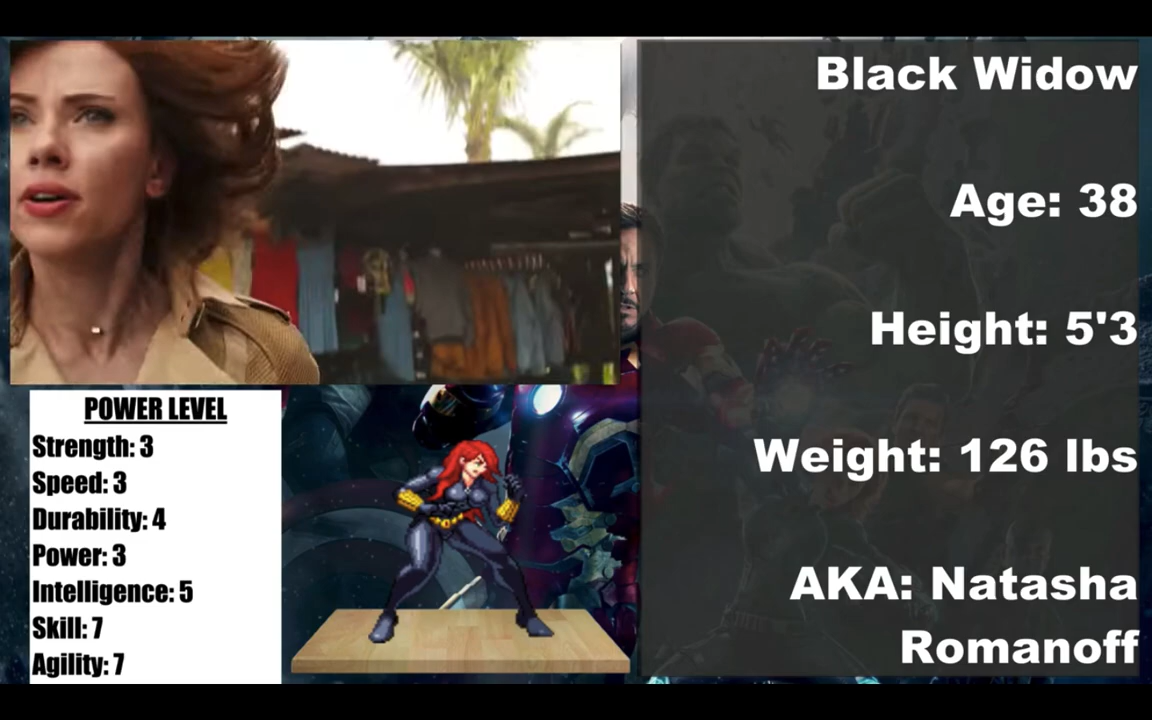 Black Widow
Age: 38
Height: 5'3
Weight: 126 lbs
AKA: Natasha
Romanoff
POWER LEVEL
Strength: 3
Speed: 3
Durability: 4
Power: 3
Intelligence: 5
Skill: 7
Agility: 7